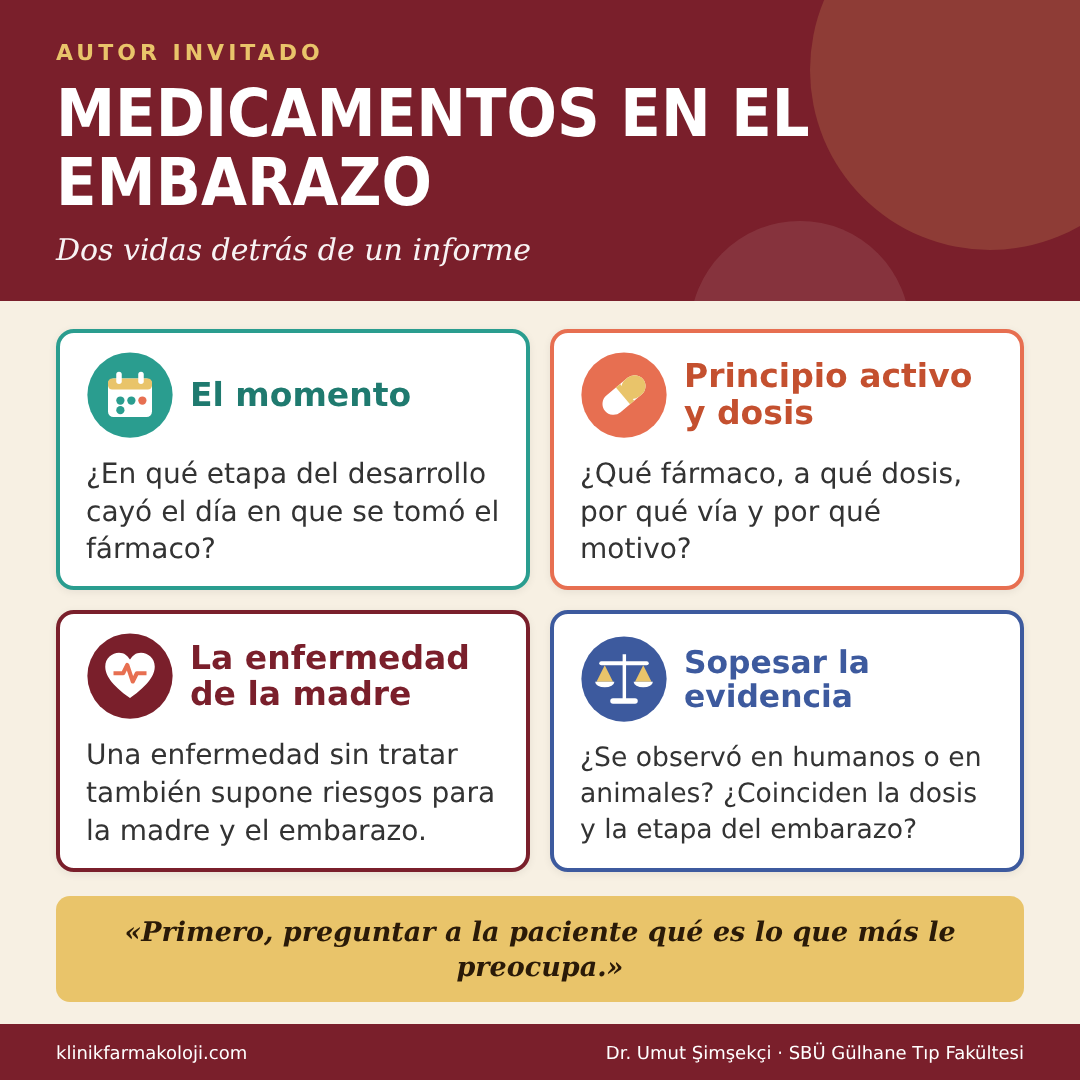 AUTOR INVITADO
MEDICAMENTOS EN EL
EMBARAZO
Dos vidas detrás de un informe
El momento
¿En qué etapa del desarrollo
cayó el día en que se tomó el
fármaco?
Principio activo
y dosis
¿Qué fármaco, a qué dosis,
por qué vía y por qué
motivo?
La enfermedad
de la madre
Una enfermedad sin tratar
también supone riesgos para
la madre y el embarazo.
Sopesar la
evidencia
¿Se observó en humanos o en
animales? ¿Coinciden la dosis
y la etapa del embarazo?
«Primero, preguntar a la paciente qué es lo que más le
preocupa.»
klinikfarmakoloji.com
Dr. Umut Şimşekçi · SBÜ Gülhane Tıp Fakültesi